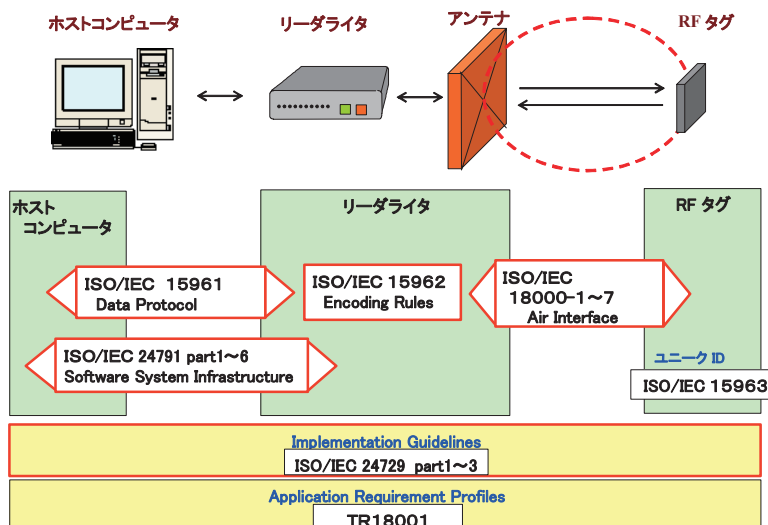 ホストコンピュータ
リーダライタ
アンテナ
RF タグ
ホスト
コンピュータ
リーダライタ
RF タグ
ISO/IEC 15961
Data Protocol
ISO/IEC 15962
Encoding Rules
ISO/IEC
18000-1～7
Air Interface
ISO/IEC 24791 part1～6
Software System Infrastructure
ユニーク ID
ISO/IEC 15963
Implementation Guidelines
ISO/IEC 24729 part1～3
Application Requirement Profiles
TR18001